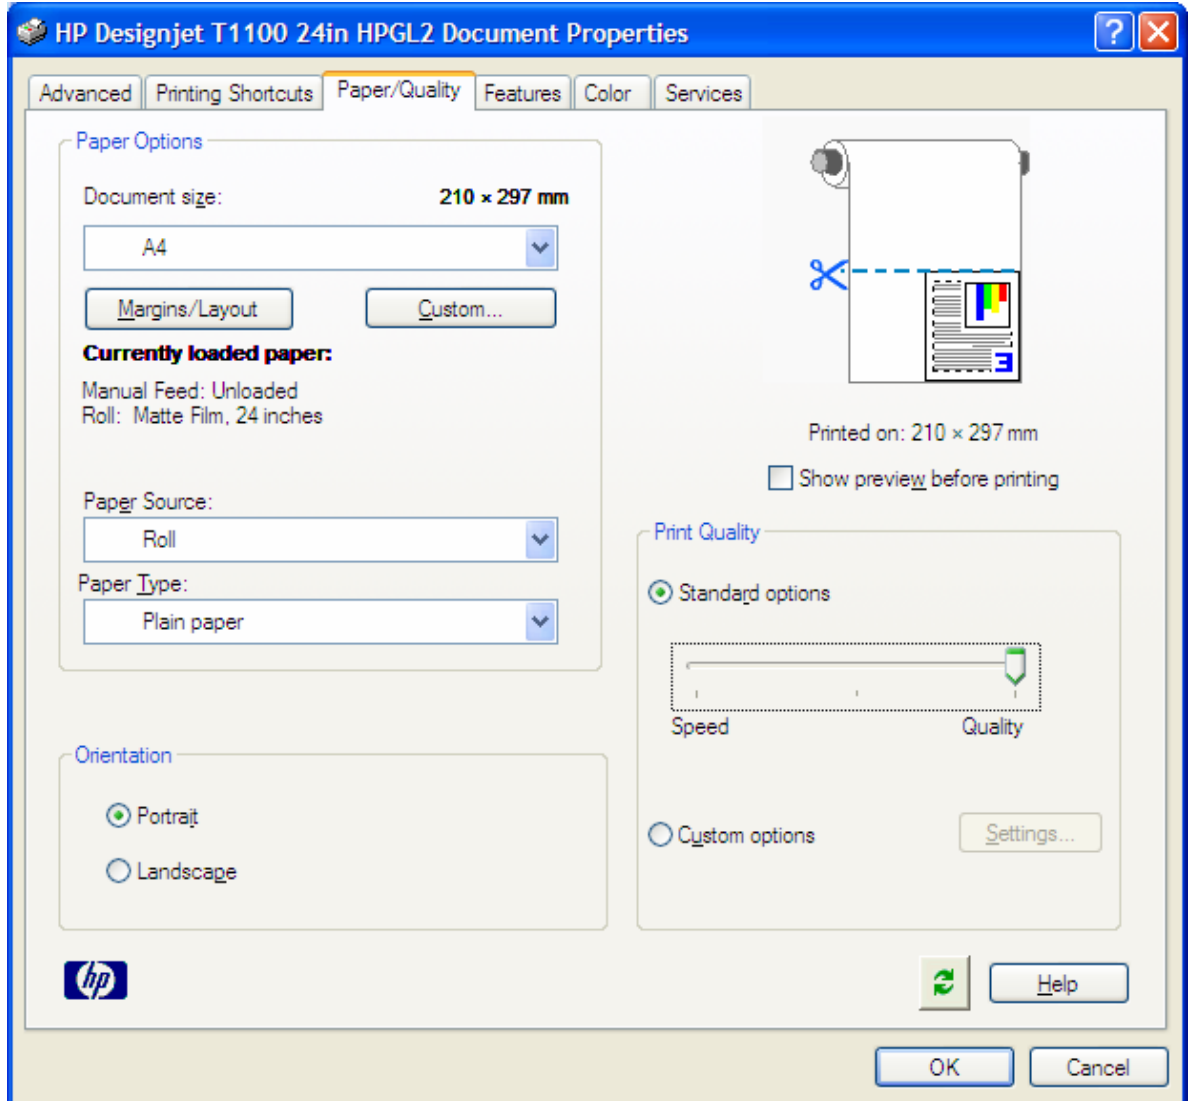 HP Designjet T1100 24in HPGL2 Document Properties
Advanced Printing Shortcuts Paper/Quality Features Color Services
Paper Options
Document size: 210 × 297 mm
A4
Margins/Layout Custom...
Currently loaded paper:
Manual Feed: Unloaded
Roll: Matte Film, 24 inches
Paper Source:
Roll
Paper Type:
Plain paper
Orientation
Portrait
Landscape
hp
3
Printed on: 210 × 297 mm
Show preview before printing
Print Quality
Standard options
Speed Quality
Custom options Settings...
Help
OK Cancel